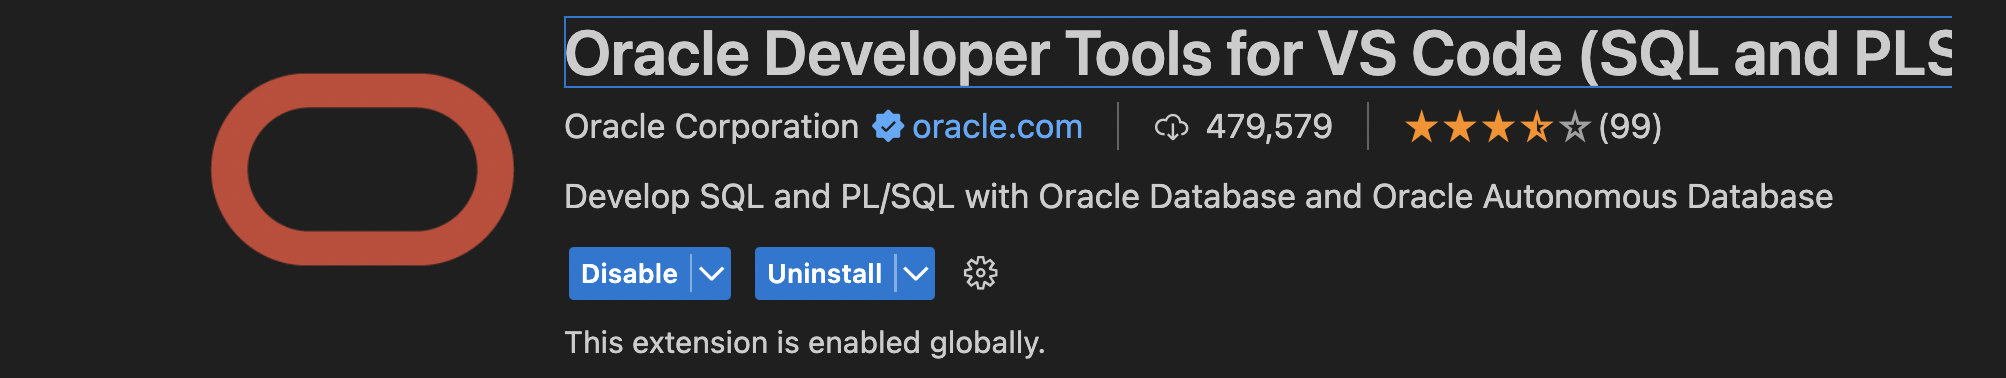 Oracle Developer Tools for VS Code (SQL and PLS
Oracle Corporation oracle.com 479,579 (99)
Develop SQL and PL/SQL with Oracle Database and Oracle Autonomous Database
Disable Uninstall
This extension is enabled globally.